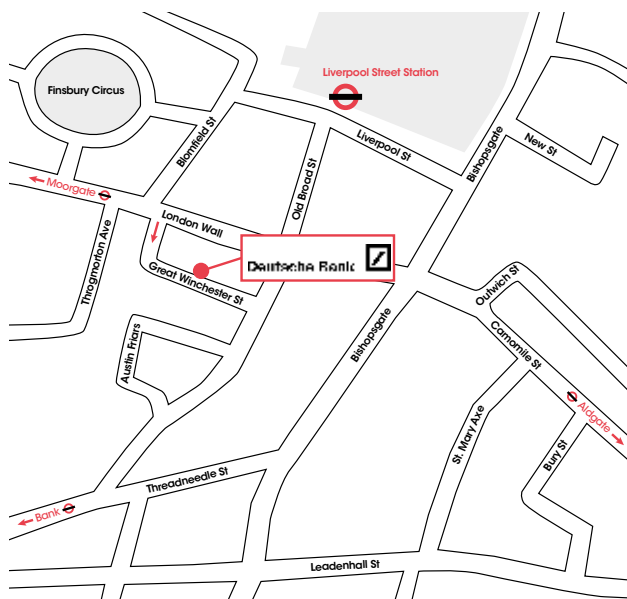 Liverpool Street Station
Finsbury Circus
Blomfield St
Liverpool St
Bishopsgate
New St
Moorgate
Old Broad St
London Wall
Throgmorton Ave
Deutsche Bank
Great Winchester St
Outwich St
Bishopsgate
Camomile St
Austin Friars
Aldgate
St. Mary Axe
Bury St
Threadneedle St
Bank
Leadenhall St